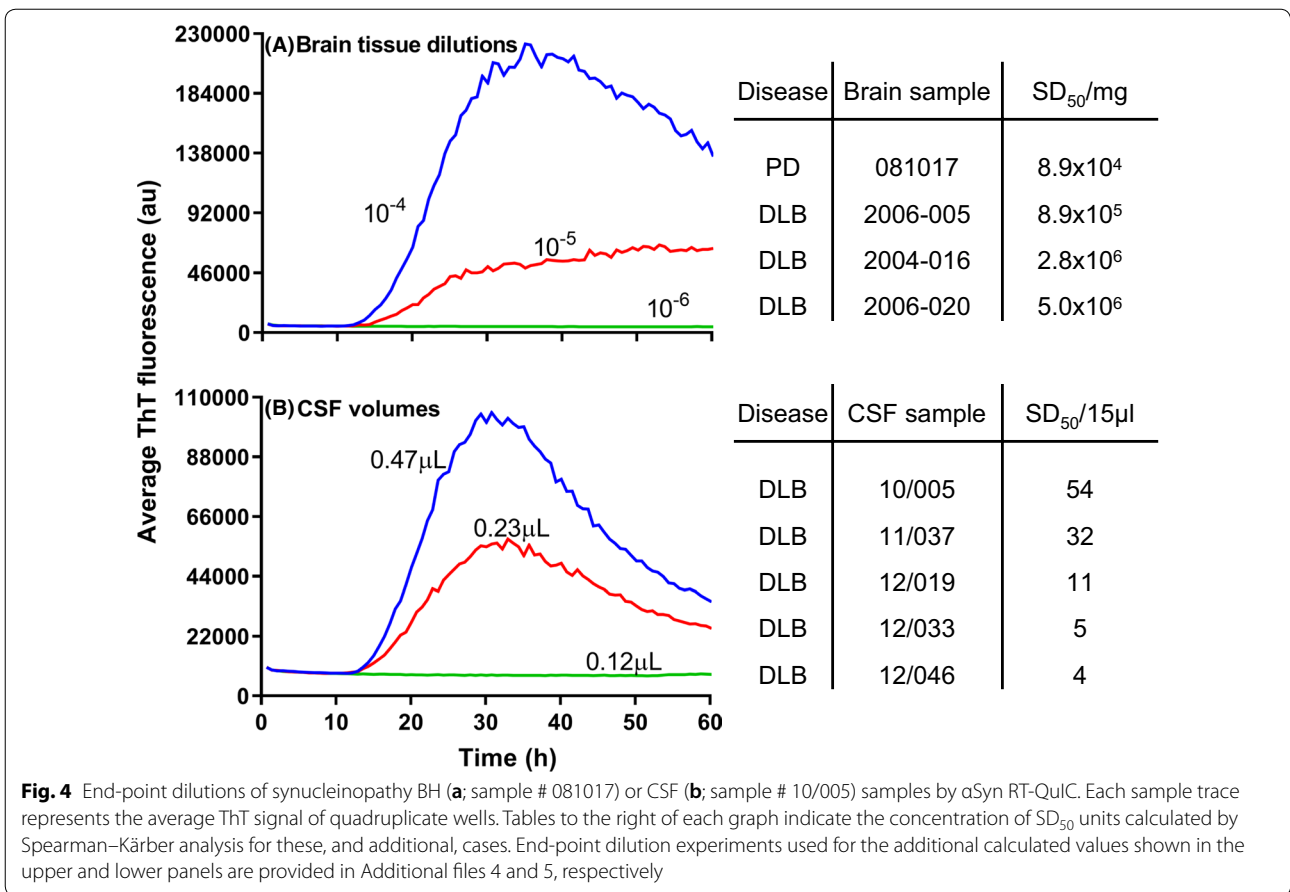 (A) Brain tissue dilutions
230000
184000
138000
92000
46000
0
10-4
10-5
10-6
Average ThT fluorescence (au)
Disease Brain sample SD50/mg
PD 081017 8.9x10⁴
DLB 2006-005 8.9x10⁵
DLB 2004-016 2.8x10⁶
DLB 2006-020 5.0x10⁶
(B) CSF volumes
110000
88000
66000
44000
22000
0
0.47μL
0.23μL
0.12μL
0 10 20 30 40 50 60
Time (h)
Disease CSF sample SD50/15μl
DLB 10/005 54
DLB 11/037 32
DLB 12/019 11
DLB 12/033 5
DLB 12/046 4
Fig. 4 End-point dilutions of synucleinopathy BH (a; sample # 081017) or CSF (b; sample # 10/005) samples by αSyn RT-QuIC. Each sample trace
represents the average ThT signal of quadruplicate wells. Tables to the right of each graph indicate the concentration of SD50 units calculated by
Spearman–Kärber analysis for these, and additional, cases. End-point dilution experiments used for the additional calculated values shown in the
upper and lower panels are provided in Additional files 4 and 5, respectively